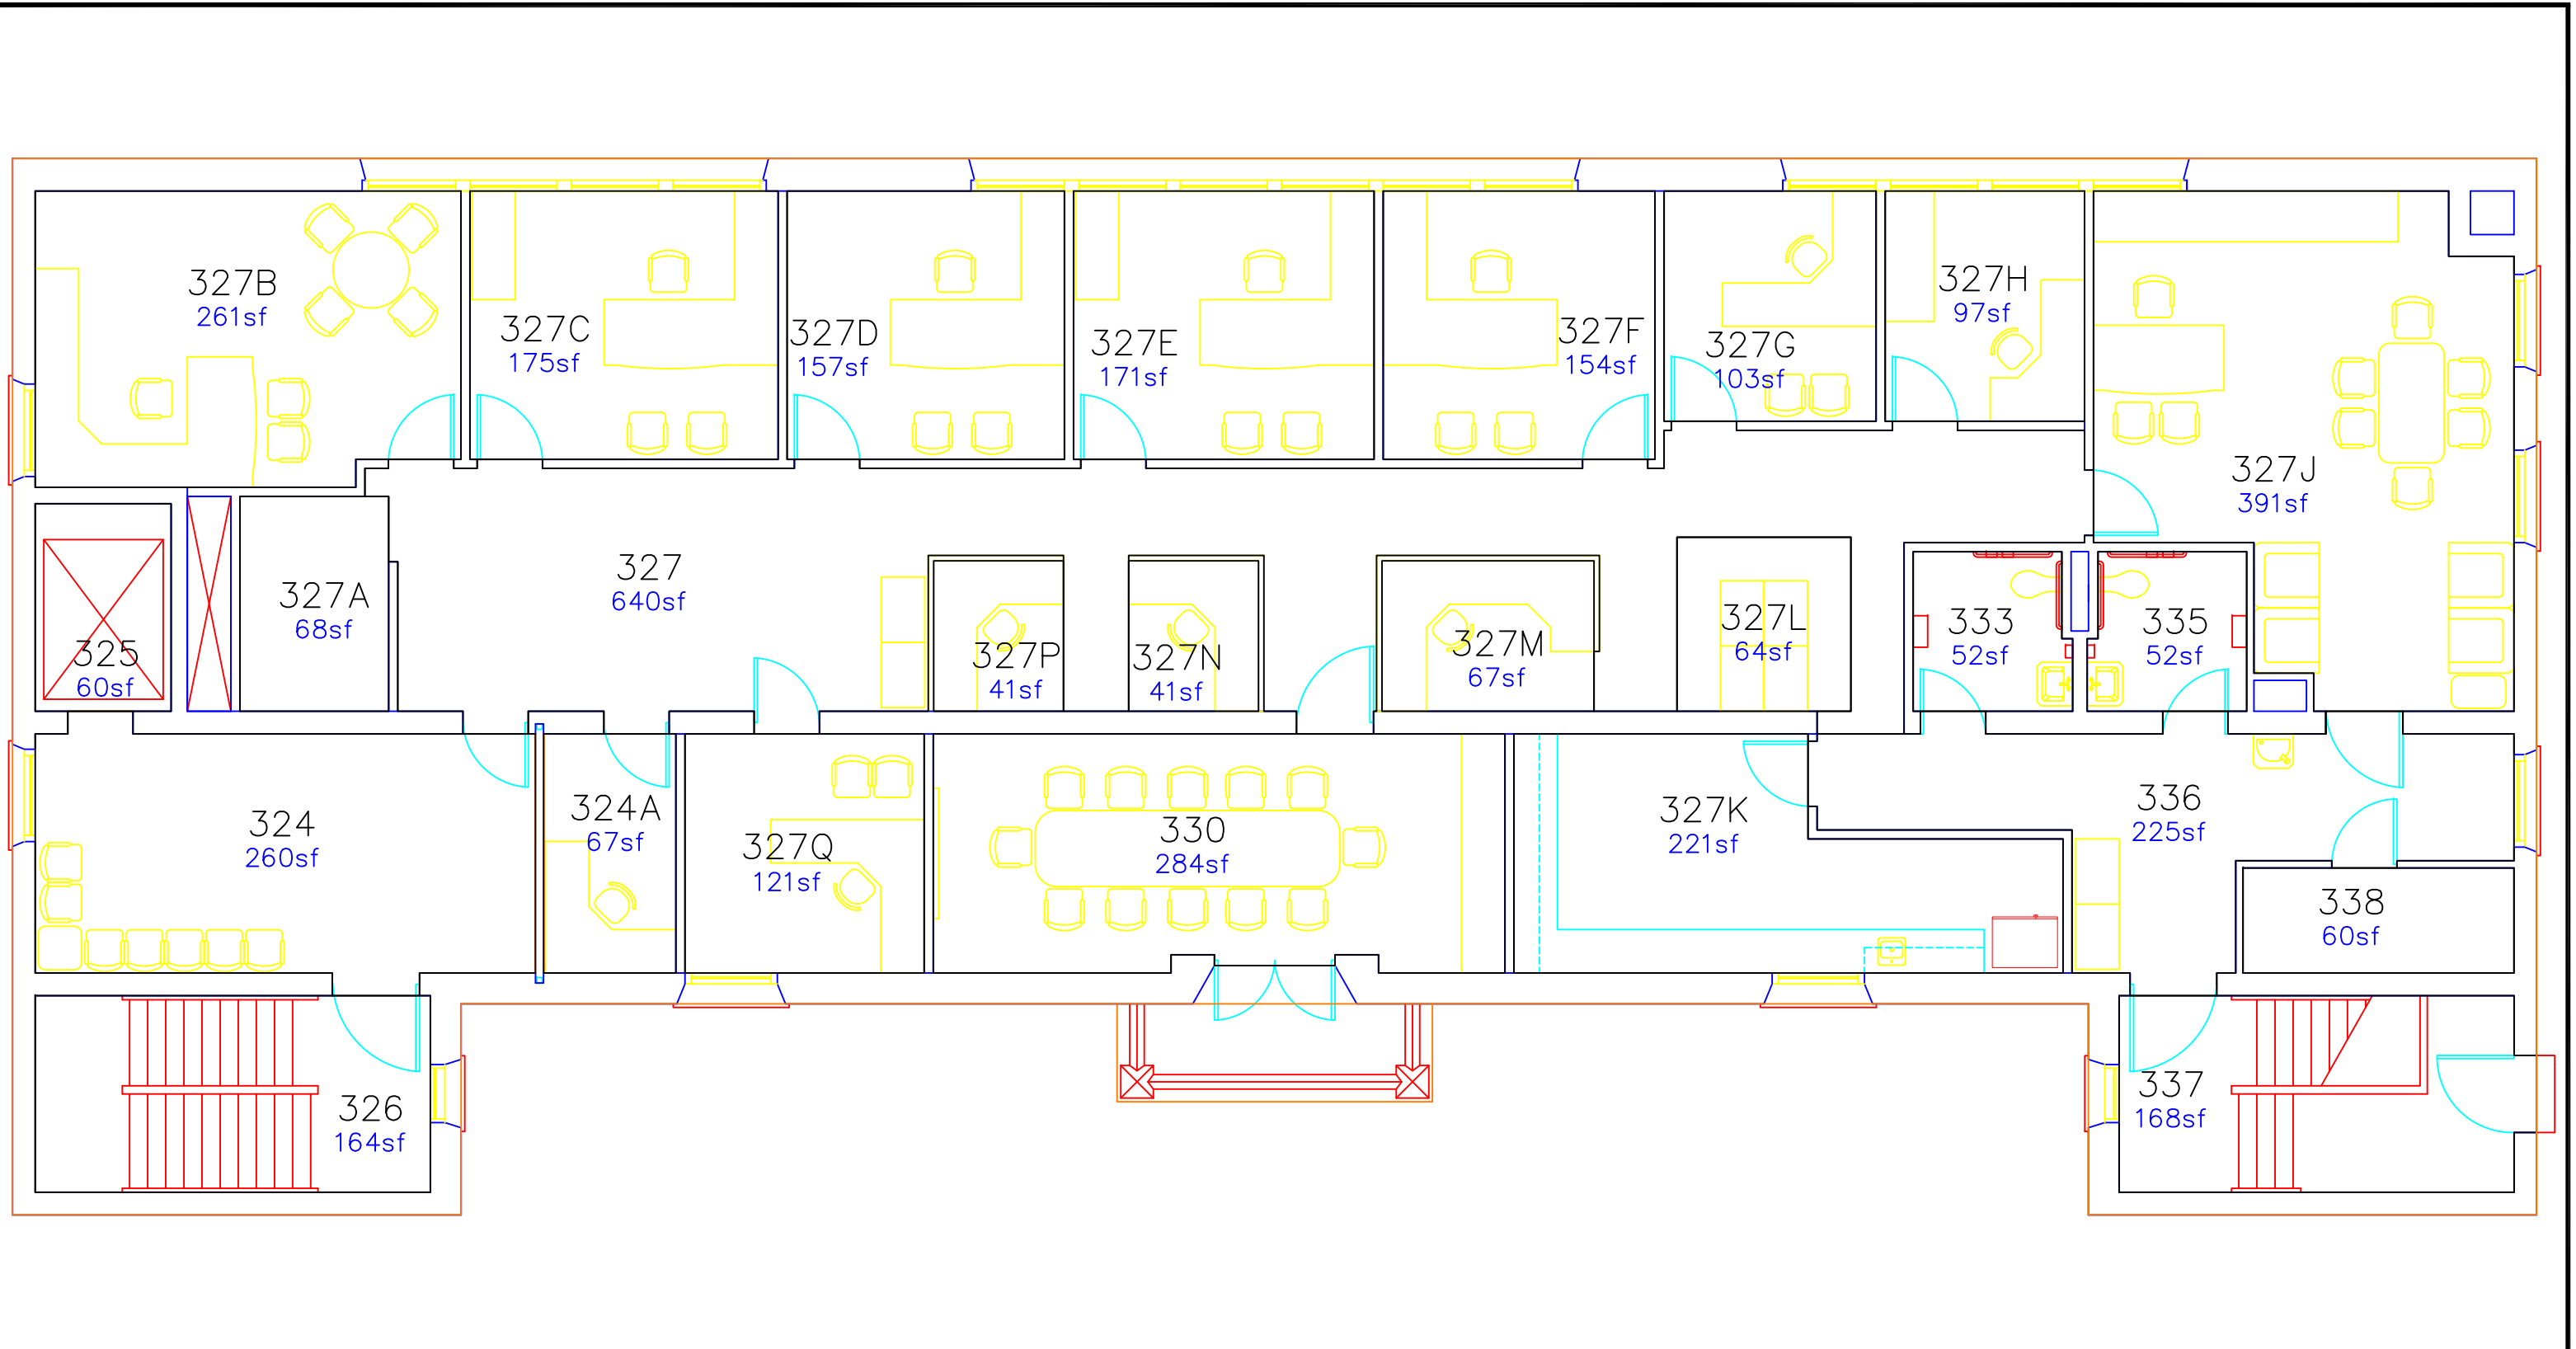 327B
261sf
327C
175sf
327D
157sf
327E
171sf
327F
154sf
327G
103sf
327H
97sf
327J
391sf
325
60sf
327A
68sf
327
640sf
327P
41sf
327N
41sf
327M
67sf
327L
64sf
333
52sf
335
52sf
324
260sf
324A
67sf
327Q
121sf
330
284sf
327K
221sf
336
225sf
338
60sf
326
164sf
337
168sf